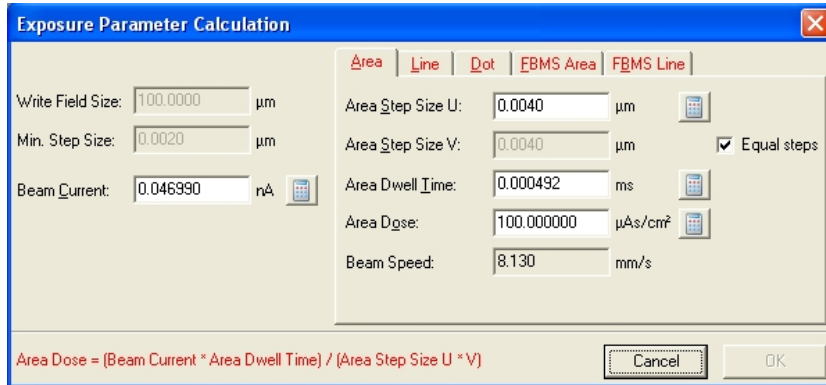 Exposure Parameter Calculation
Area Line Dot FBMS Area FBMS Line
Write Field Size: 100.0000 µm
Min. Step Size: 0.0020 µm
Beam Current: 0.046990 nA
Area Step Size U: 0.0040 µm
Area Step Size V: 0.0040 µm Equal steps
Area Dwell Time: 0.000492 ms
Area Dose: 100.000000 µAs/cm²
Beam Speed: 8.130 mm/s
Area Dose = (Beam Current * Area Dwell Time) / (Area Step Size U * V)
Cancel OK